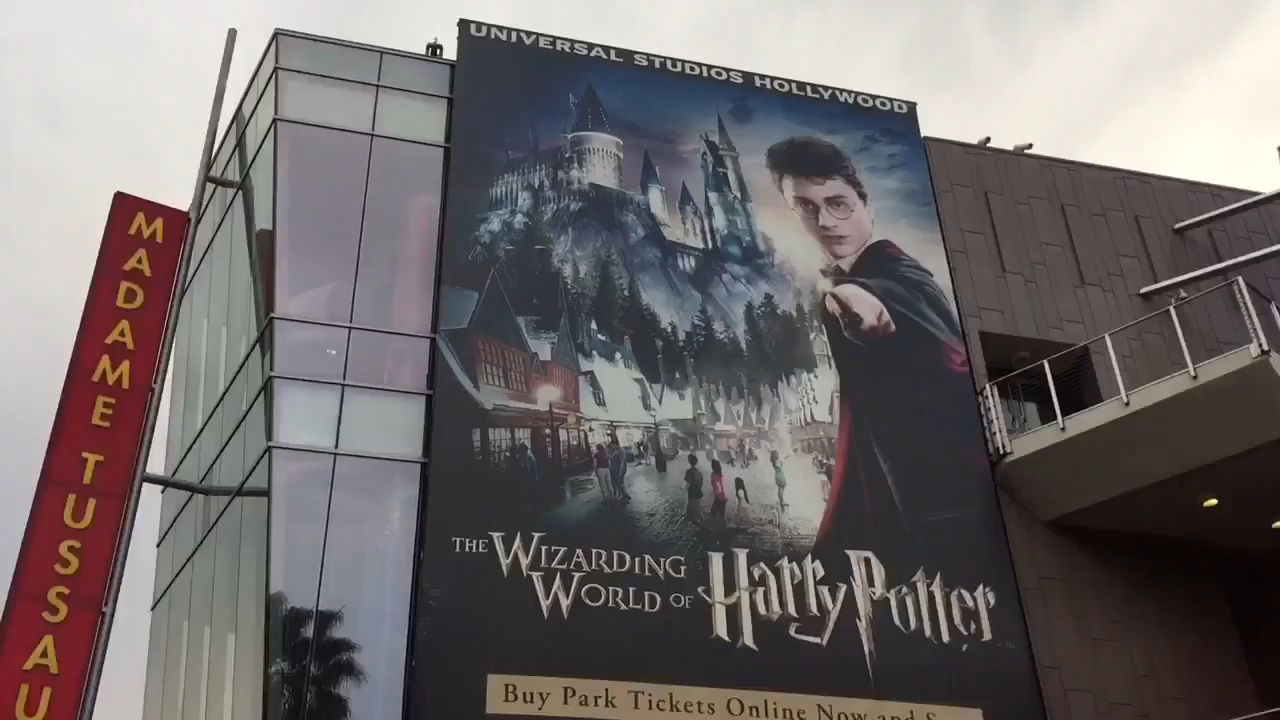 UNIVERSAL STUDIOS HOLLYWOOD
MADAME TUSSAU
THE WIZARDING
WORLD OF
Harry Potter
Buy Park Tickets Online Now and